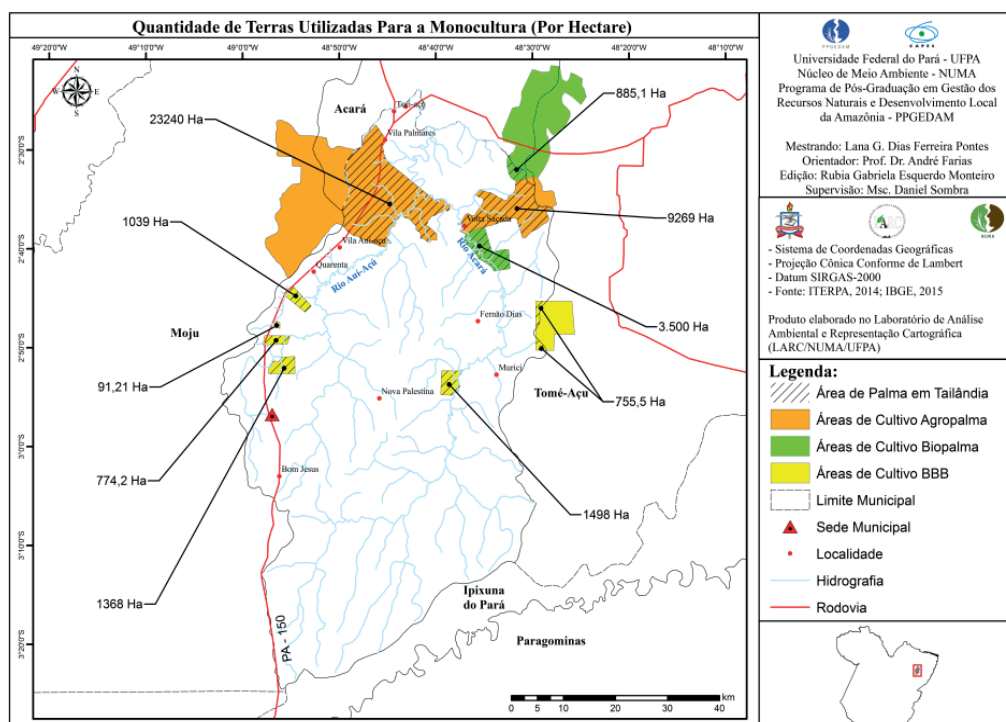 Quantidade de Terras Utilizadas Para a Monocultura (Por Hectare)
49°20'0"W
49°10'0"W
49°0'0"W
48°50'0"W
48°40'0"W
48°30'0"W
48°20'0"W
48°10'0"W
2°30'0"S
2°40'0"S
2°50'0"S
3°0'0"S
3°10'0"S
3°20'0"S
N
W
E
S
Acará
885,1 Ha
23240 Ha
Vila Palmares
1039 Ha
9269 Ha
Volta Sacada
Rio Acará
Quarenta
Rio Aui-Açú
Moju
Fernão Dias
3.500 Ha
91,21 Ha
Murici
Tomé-Açu
755,5 Ha
Nova Palestina
774,2 Ha
Bom Jesus
1498 Ha
1368 Ha
Ipixuna
do Pará
PA - 150
Paragominas
km
0
5
10
20
30
40
PPGEDAM
CAPES
Universidade Federal do Pará - UFPA
Núcleo de Meio Ambiente - NUMA
Programa de Pós-Graduação em Gestão dos
Recursos Naturais e Desenvolvimento Local
da Amazônia - PPGEDAM
Mestrando: Lana G. Dias Ferreira Pontes
Orientador: Prof. Dr. André Farias
Edição: Rubia Gabriela Esquerdo Monteiro
Supervisão: Msc. Daniel Sombra
NUMA
- Sistema de Coordenadas Geográficas
- Projeção Cônica Conforme de Lambert
- Datum SIRGAS-2000
- Fonte: ITERPA, 2014; IBGE, 2015
Produto elaborado no Laboratório de Análise
Ambiental e Representação Cartográfica
(LARC/NUMA/UFPA)
Legenda:
Área de Palma em Tailândia
Áreas de Cultivo Agropalma
Áreas de Cultivo Biopalma
Áreas de Cultivo BBB
Limite Municipal
Sede Municipal
Localidade
Hidrografia
Rodovia